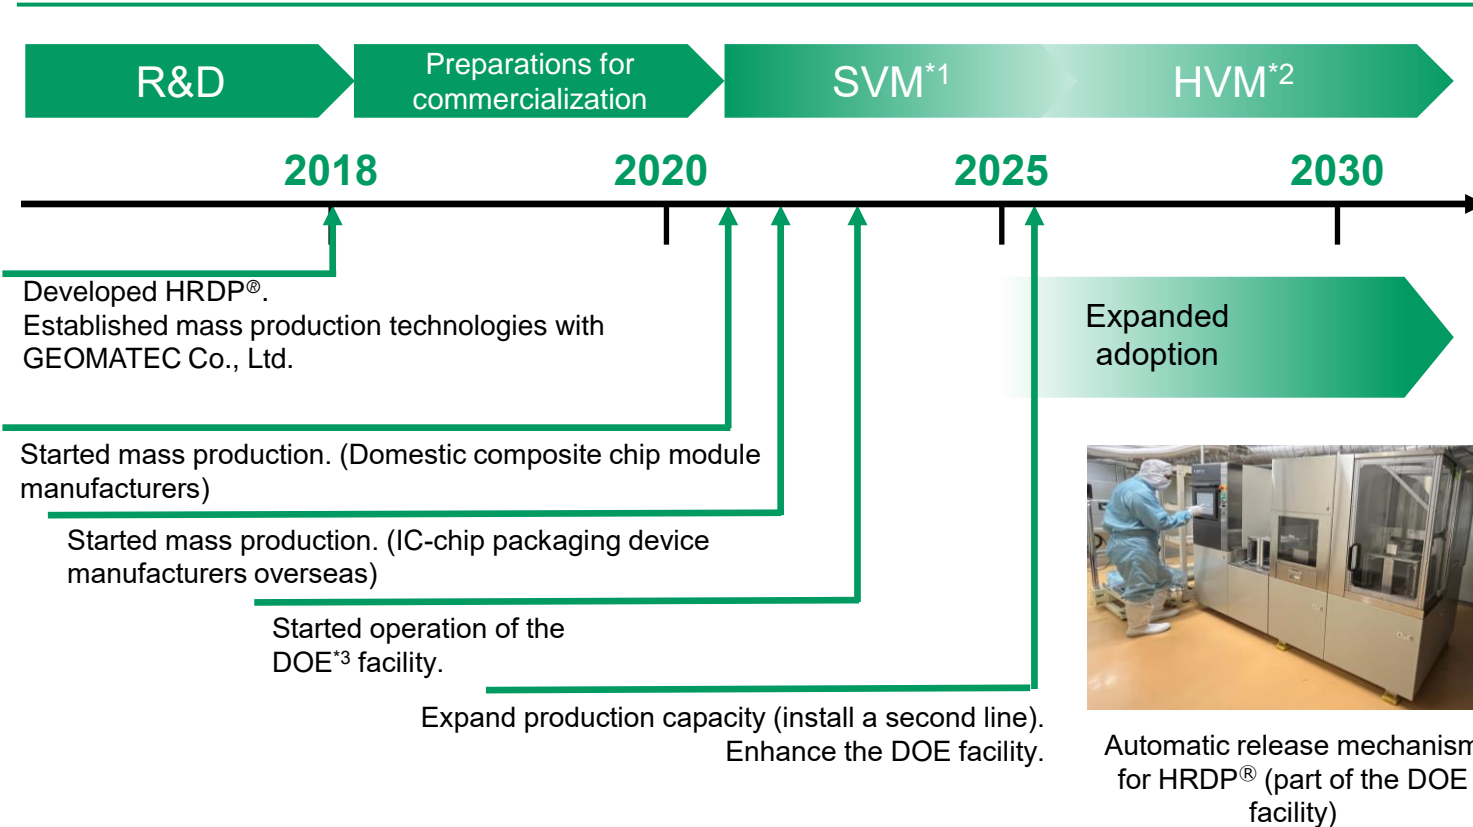 R&D
Preparations for
commercialization
SVM*1
HVM*2
2018
2020
2025
2030
Developed HRDP®.
Established mass production technologies with
GEOMATEC Co., Ltd.
Expanded
adoption
Started mass production. (Domestic composite chip module
manufacturers)
Started mass production. (IC-chip packaging device
manufacturers overseas)
Started operation of the
DOE*3 facility.
Expand production capacity (install a second line).
Enhance the DOE facility.
Automatic release mechanism
for HRDP® (part of the DOE
facility)